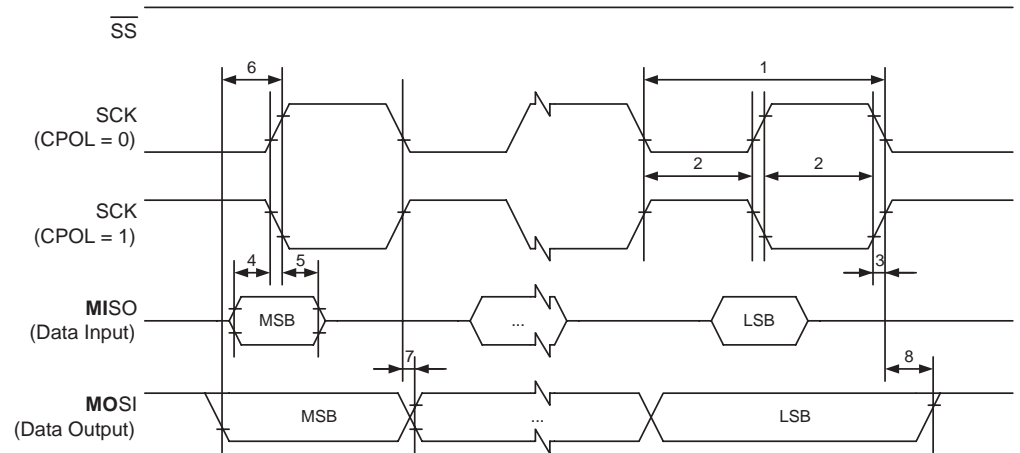 SS
6
1
SCK
(CPOL = 0)
2
2
SCK
(CPOL = 1)
4
5
3
MISO
(Data Input)
MSB
...
LSB
7
8
MOSI
(Data Output)
MSB
...
LSB